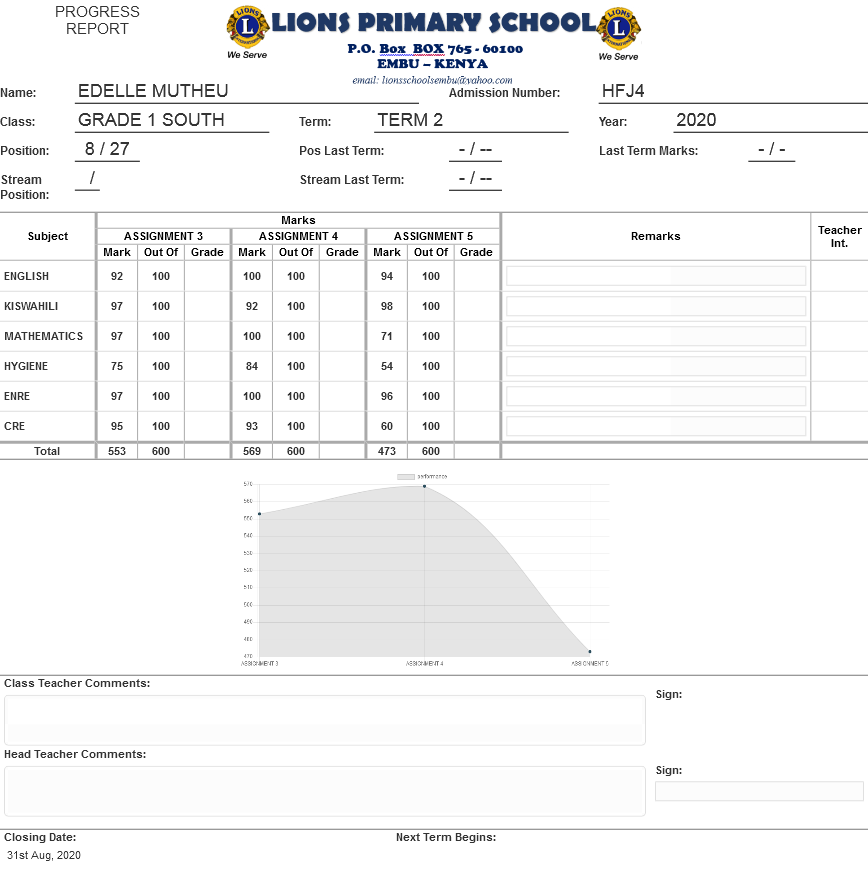 PROGRESS
REPORT
LIONS
L
INTERNATIONAL
We Serve
LIONS PRIMARY SCHOOL
LIONS
L
INTERNATIONAL
We Serve
P.O. Box BOX 765 - 60100
EMBU – KENYA
email: lionsschoolsembu@yahoo.com
Name: EDELLE MUTHEU Admission Number: HFJ4
Class: GRADE 1 SOUTH Term: TERM 2 Year: 2020
Position: 8 / 27 Pos Last Term: - / -- Last Term Marks: - / -
Stream Position: / Stream Last Term: - / --
Marks
Subject ASSIGNMENT 3 ASSIGNMENT 4 ASSIGNMENT 5 Remarks Teacher Int.
Mark Out Of Grade Mark Out Of Grade Mark Out Of Grade
ENGLISH 92 100 100 100 94 100
KISWAHILI 97 100 92 100 98 100
MATHEMATICS 97 100 100 100 71 100
HYGIENE 75 100 84 100 54 100
ENRE 97 100 100 100 96 100
CRE 95 100 93 100 60 100
Total 553 600 569 600 473 600
performance
570
560
550
540
530
520
510
500
490
480
470
ASSIGNMENT 3 ASSIGNMENT 4 ASSIGNMENT 5
Class Teacher Comments:
Sign:
Head Teacher Comments:
Sign:
Closing Date: Next Term Begins:
31st Aug, 2020